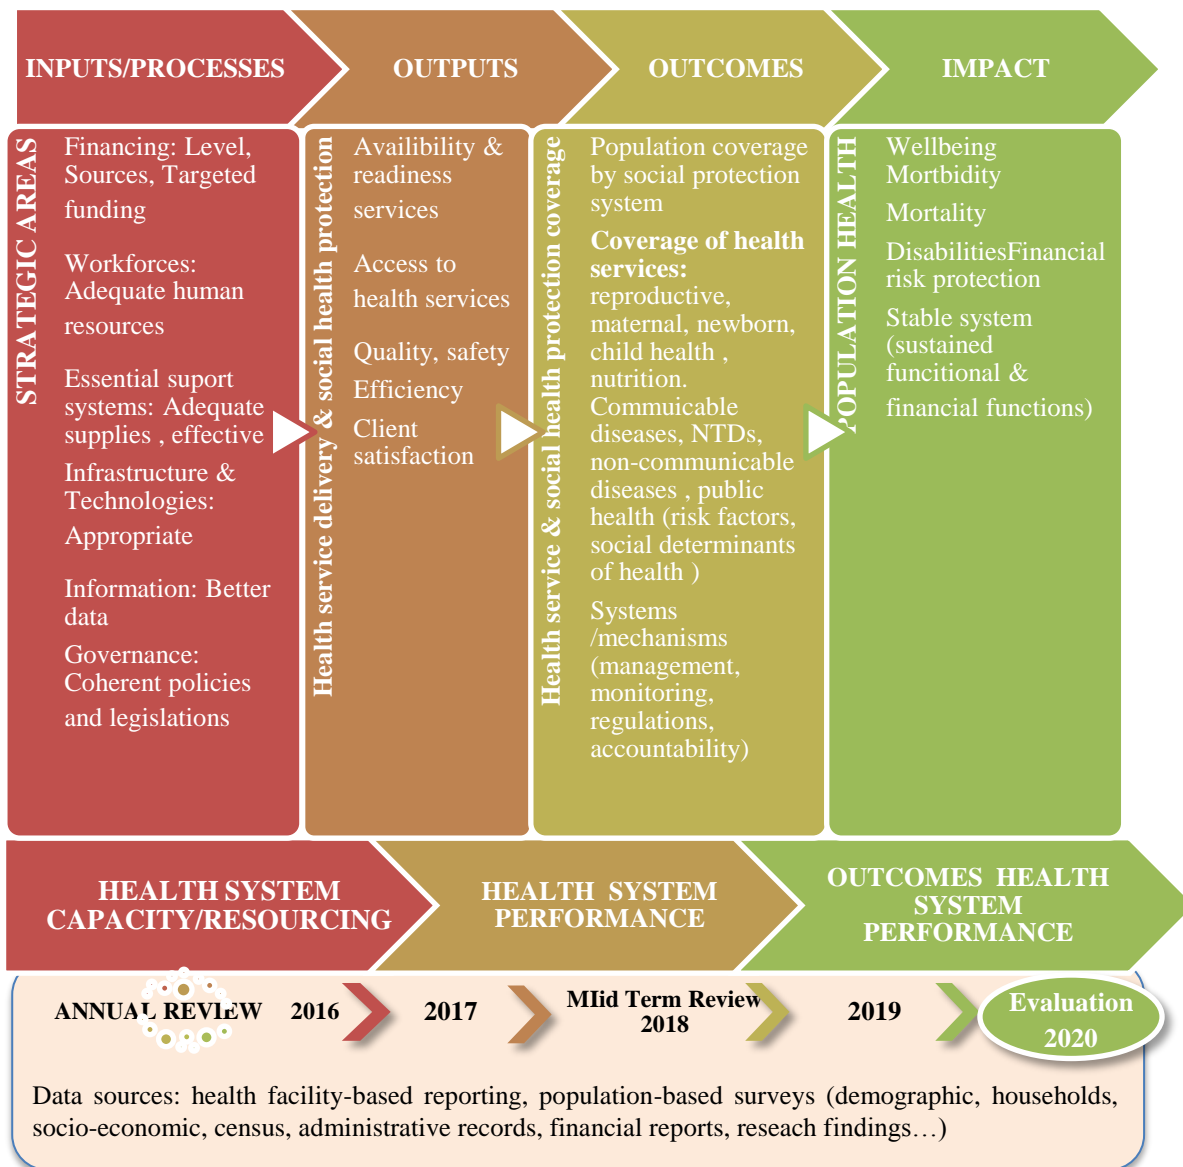 INPUTS/PROCESSES
OUTPUTS
OUTCOMES
IMPACT
STRATEGIC AREAS
Financing: Level,
Sources, Targeted
funding
Workforces:
Adequate human
resources
Essential suport
systems: Adequate
supplies , effective
Infrastructure &
Technologies:
Appropriate
Information: Better
data
Governance:
Coherent policies
and legislations
Health service delivery & social health protection
Availibility &
readiness
services
Access to
health services
Quality, safety
Efficiency
Client
satisfaction
Health service & social health protection coverage
Population coverage
by social protection
system
Coverage of health
services:
reproductive,
maternal, newborn,
child health ,
nutrition.
Commuicable
diseases, NTDs,
non-communicable
diseases , public
health (risk factors,
social determinants
of health )
Systems
/mechanisms
(management,
monitoring,
regulations,
accountability)
POPULATION HEALTH
Wellbeing
Mortbidity
Mortality
DisabilitiesFinancial
risk protection
Stable system
(sustained
funcitional &
financial functions)
HEALTH SYSTEM
CAPACITY/RESOURCING
HEALTH SYSTEM
PERFORMANCE
OUTCOMES HEALTH
SYSTEM
PERFORMANCE
ANNUAL REVIEW
2016
2017
MIid Term Review
2018
2019
Evaluation
2020
Data sources: health facility-based reporting, population-based surveys (demographic, households,
socio-economic, census, administrative records, financial reports, reseach findings…)